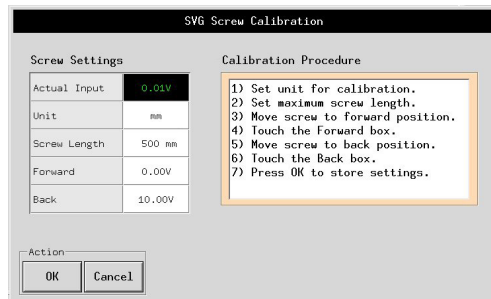 SVG Screw Calibration
Screw Settings
Actual Input 0.01V
Unit mm
Screw Length 500 mm
Forward 0.00V
Back 10.00V
Calibration Procedure
1) Set unit for calibration.
2) Set maximum screw length.
3) Move screw to forward position.
4) Touch the Forward box.
5) Move screw to back position.
6) Touch the Back box.
7) Press OK to store settings.
Action
OK Cancel